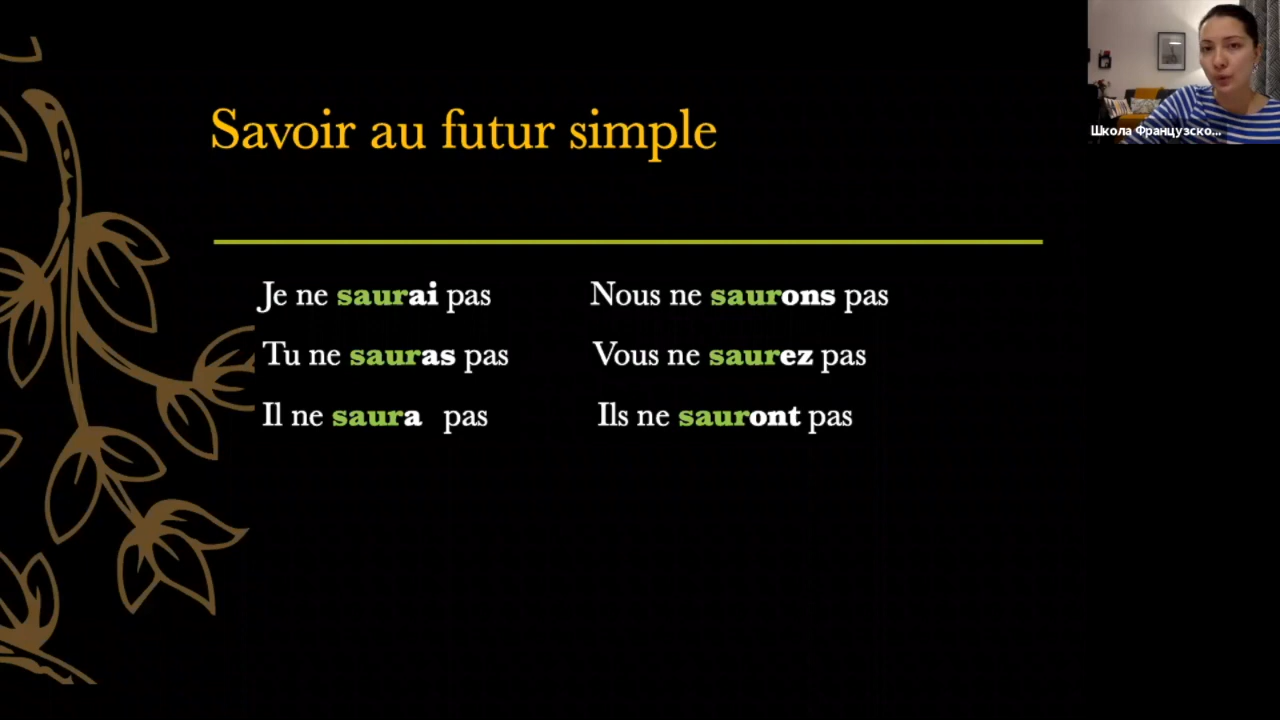 Savoir au futur simple
Je ne saurai pas
Tu ne sauras pas
Il ne saura pas
Nous ne saurons pas
Vous ne saurez pas
Ils ne sauront pas
Школа Французско...